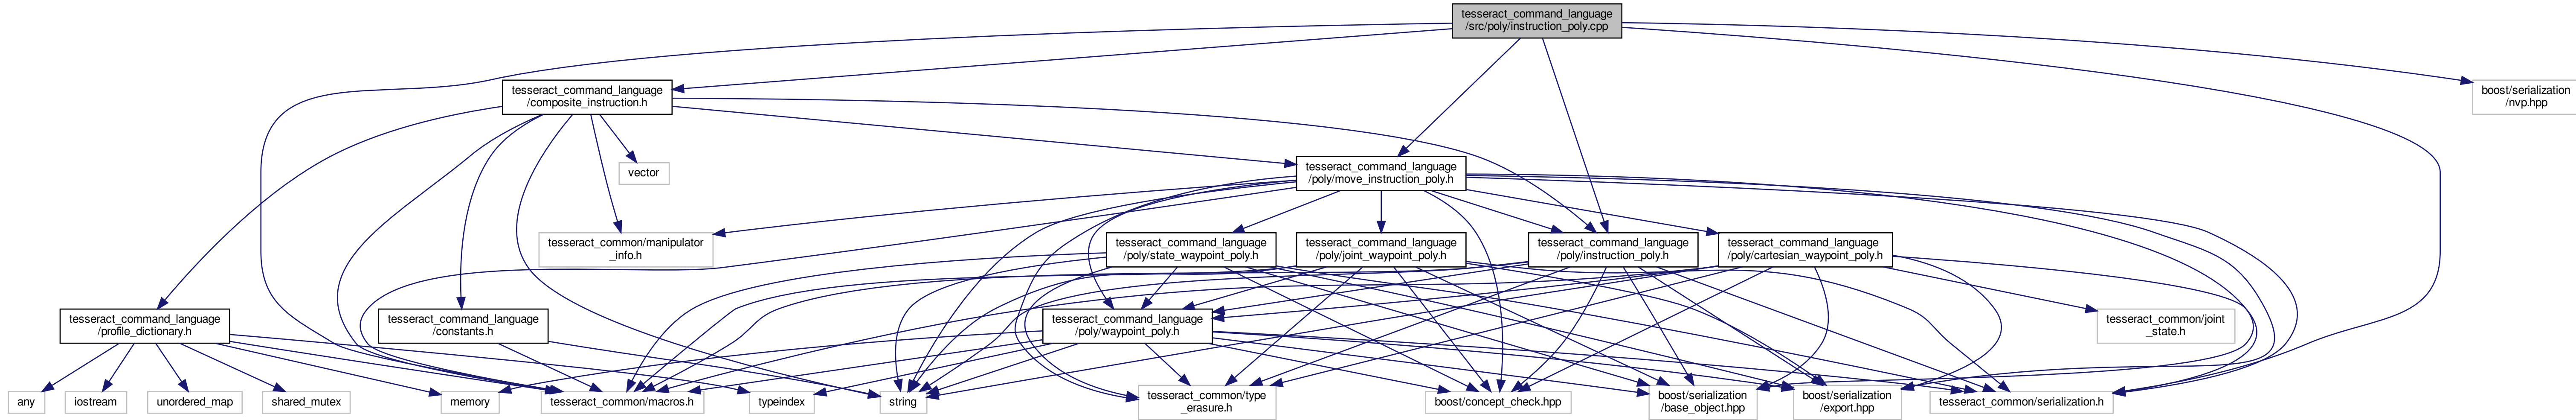 tesseract_command_language
/src/poly/instruction_poly.cpp
tesseract_command_language
/composite_instruction.h
boost/serialization
/nvp.hpp
vector
tesseract_command_language
/poly/move_instruction_poly.h
tesseract_common/manipulator
_info.h
tesseract_command_language
/poly/state_waypoint_poly.h
tesseract_command_language
/poly/joint_waypoint_poly.h
tesseract_command_language
/poly/instruction_poly.h
tesseract_command_language
/poly/cartesian_waypoint_poly.h
tesseract_command_language
/profile_dictionary.h
tesseract_command_language
/constants.h
tesseract_command_language
/poly/waypoint_poly.h
tesseract_common/joint
_state.h
any
iostream
unordered_map
shared_mutex
memory
tesseract_common/macros.h
typeindex
string
tesseract_common/type
_erasure.h
boost/concept_check.hpp
boost/serialization
/base_object.hpp
boost/serialization
/export.hpp
tesseract_common/serialization.h